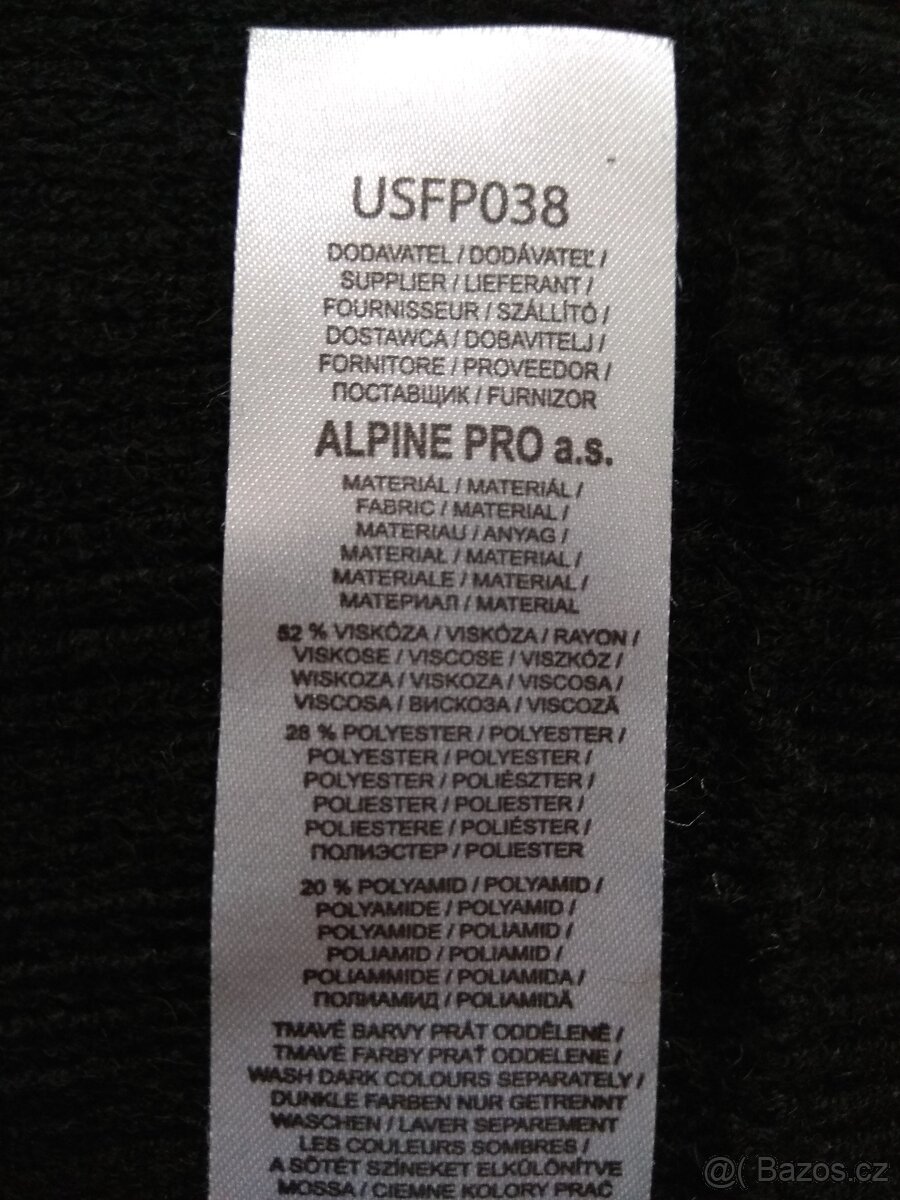 USFP038
DODAVATEL / DODÁVATEĽ /
SUPPLIER / LIEFERANT /
FOURNISSEUR / SZÁLLÍTÓ /
DOSTAWCA / DOBAVITELJ /
FORNITORE / PROVEEDOR /
ПОСТАВЩИК / FURNIZOR
ALPINE PRO a.s.
MATERIÁL / MATERIÁL /
FABRIC / MATERIAL /
MATERIAU / ANYAG /
MATERIAŁ / MATERIAL /
MATERIALE / MATERIAL /
МАТЕРИАЛ / MATERIAL
52 % VISKÓZA / VISKÓZA / RAYON /
VISKOSE / VISCOSE / VISZKÓZ /
WISKOZA / VISKOZA / VISCOSA /
VISCOSA / ВИСКОЗА / VISCOZĂ
28 % POLYESTER / POLYESTER /
POLYESTER / POLYESTER /
POLYESTER / POLIÉSZTER /
POLIESTER / POLIESTER /
POLIESTERE / POLIÉSTER /
ПОЛИЭСТЕР / POLIESTER
20 % POLYAMID / POLYAMID /
POLYAMIDE / POLYAMID /
POLYAMIDE / POLIAMID /
POLIAMID / POLIAMID /
POLIAMMIDE / POLIAMIDA /
ПОЛИАМИД / POLIAMIDĂ
TMAVÉ BARVY PRÁT ODDĚLENĚ /
TMAVÉ FARBY PRAŤ ODDELENE /
WASH DARK COLOURS SEPARATELY /
DUNKLE FARBEN NUR GETRENNT
WASCHEN / LAVER SEPAREMENT
LES COULEURS SOMBRES /
A SÖTÉT SZÍNEKET ELKÜLÖNÍTVE
MOSSA / CIEMNE KOLORY PRAĆ
@( Bazos.cz